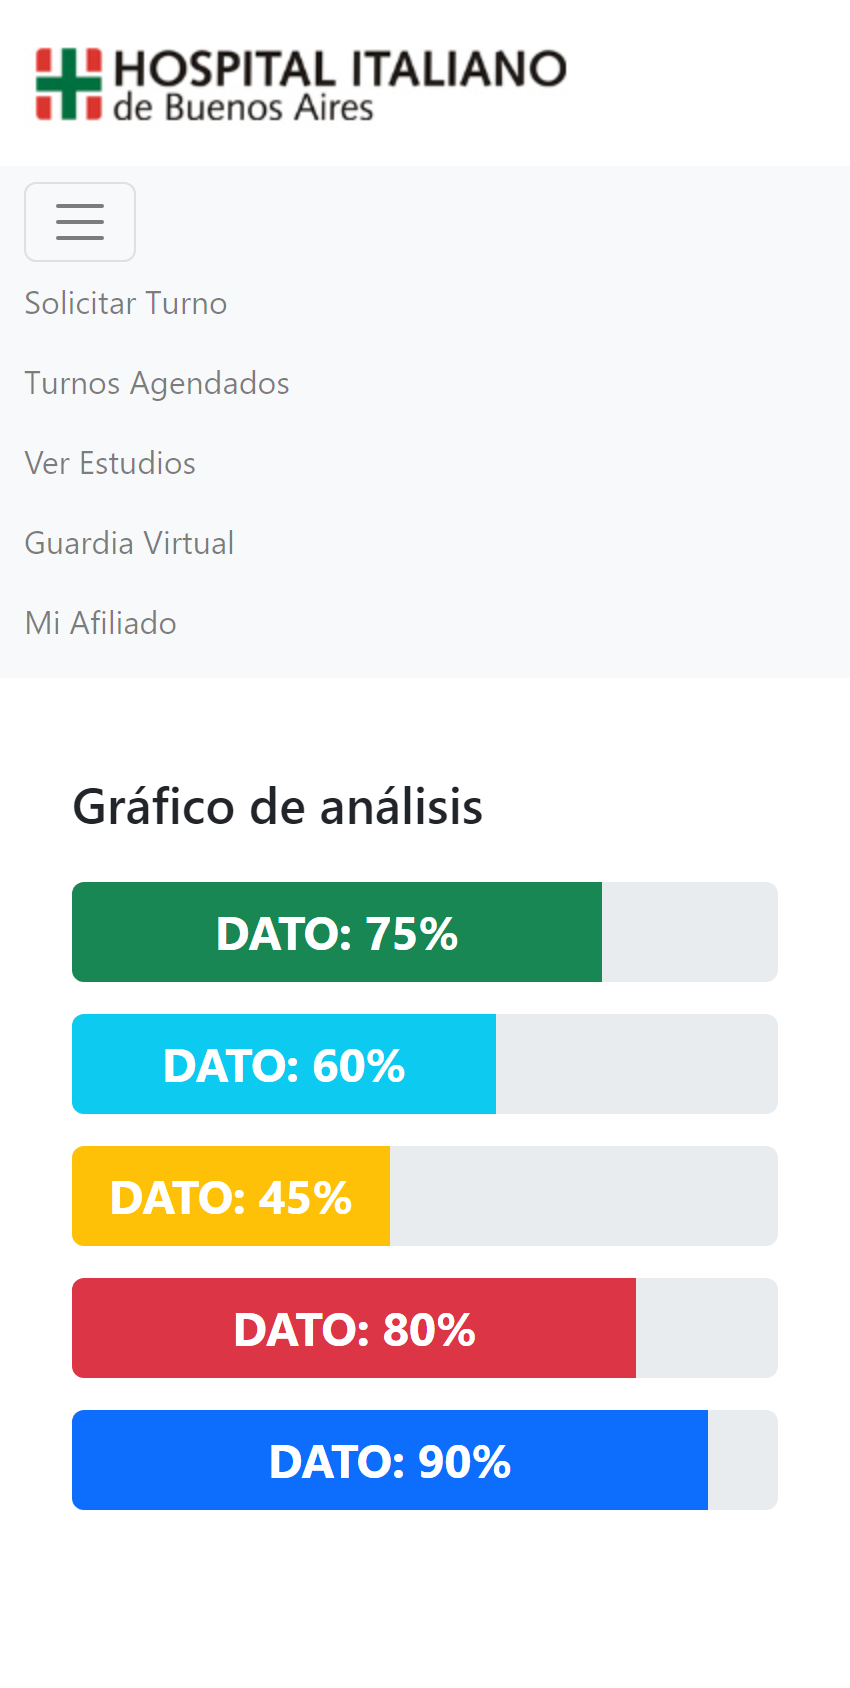 HOSPITAL ITALIANO
de Buenos Aires
Solicitar Turno
Turnos Agendados
Ver Estudios
Guardia Virtual
Mi Afiliado
Gráfico de análisis
DATO: 75%
DATO: 60%
DATO: 45%
DATO: 80%
DATO: 90%